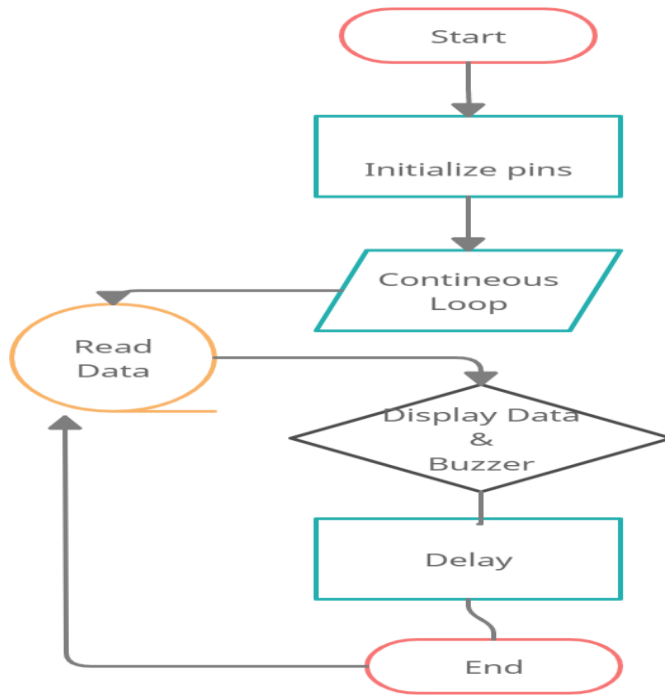 Start
Initialize pins
Contineous
Loop
Read
Data
Display Data
&
Buzzer
Delay
End